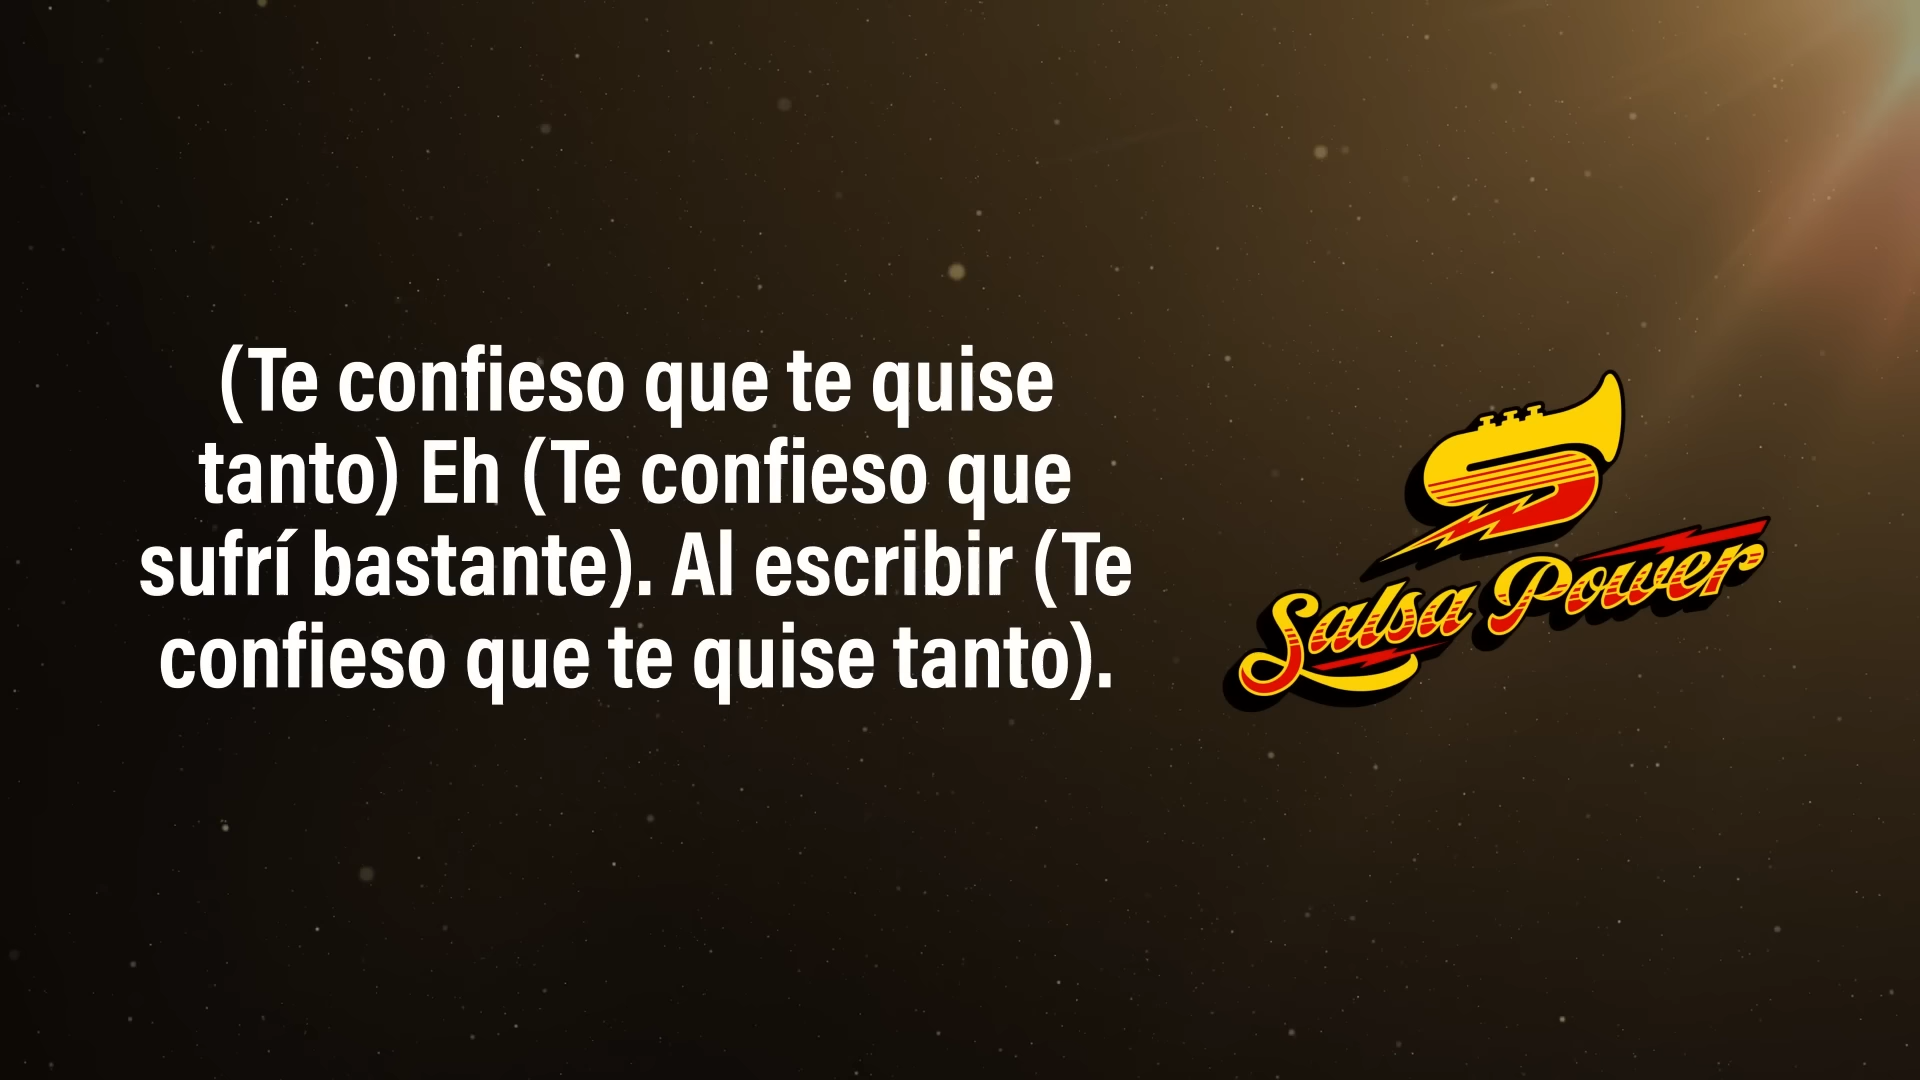 (Te confieso que te quise
tanto) Eh (Te confieso que
sufrí bastante). Al escribir (Te
confieso que te quise tanto).
Salsa Power